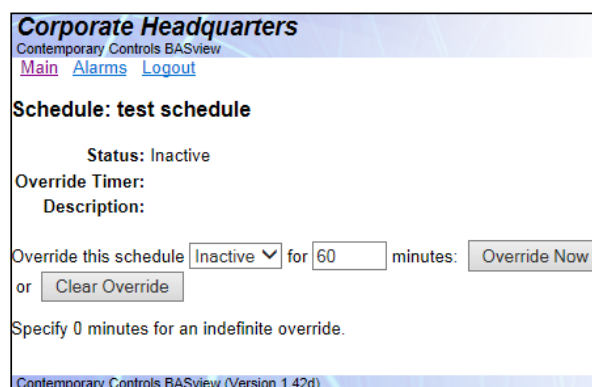 Corporate Headquarters
Contemporary Controls BASview
Main Alarms Logout
Schedule: test schedule
Status: Inactive
Override Timer:
Description:
Override this schedule Inactive for 60 minutes: Override Now
or Clear Override
Specify 0 minutes for an indefinite override.
Contemporary Controls BASview (Version 1.42d)